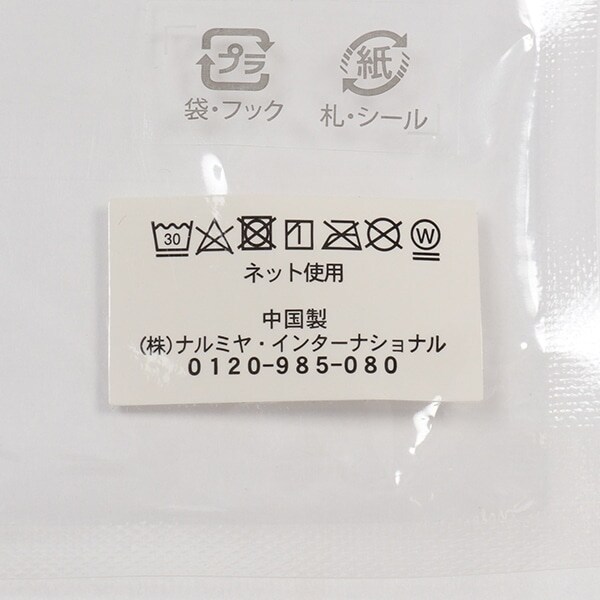 プラ 紙
袋・フック 札・シール
30 W
ネット使用
中国製
(株)ナルミヤ・インターナショナル
0120-985-080